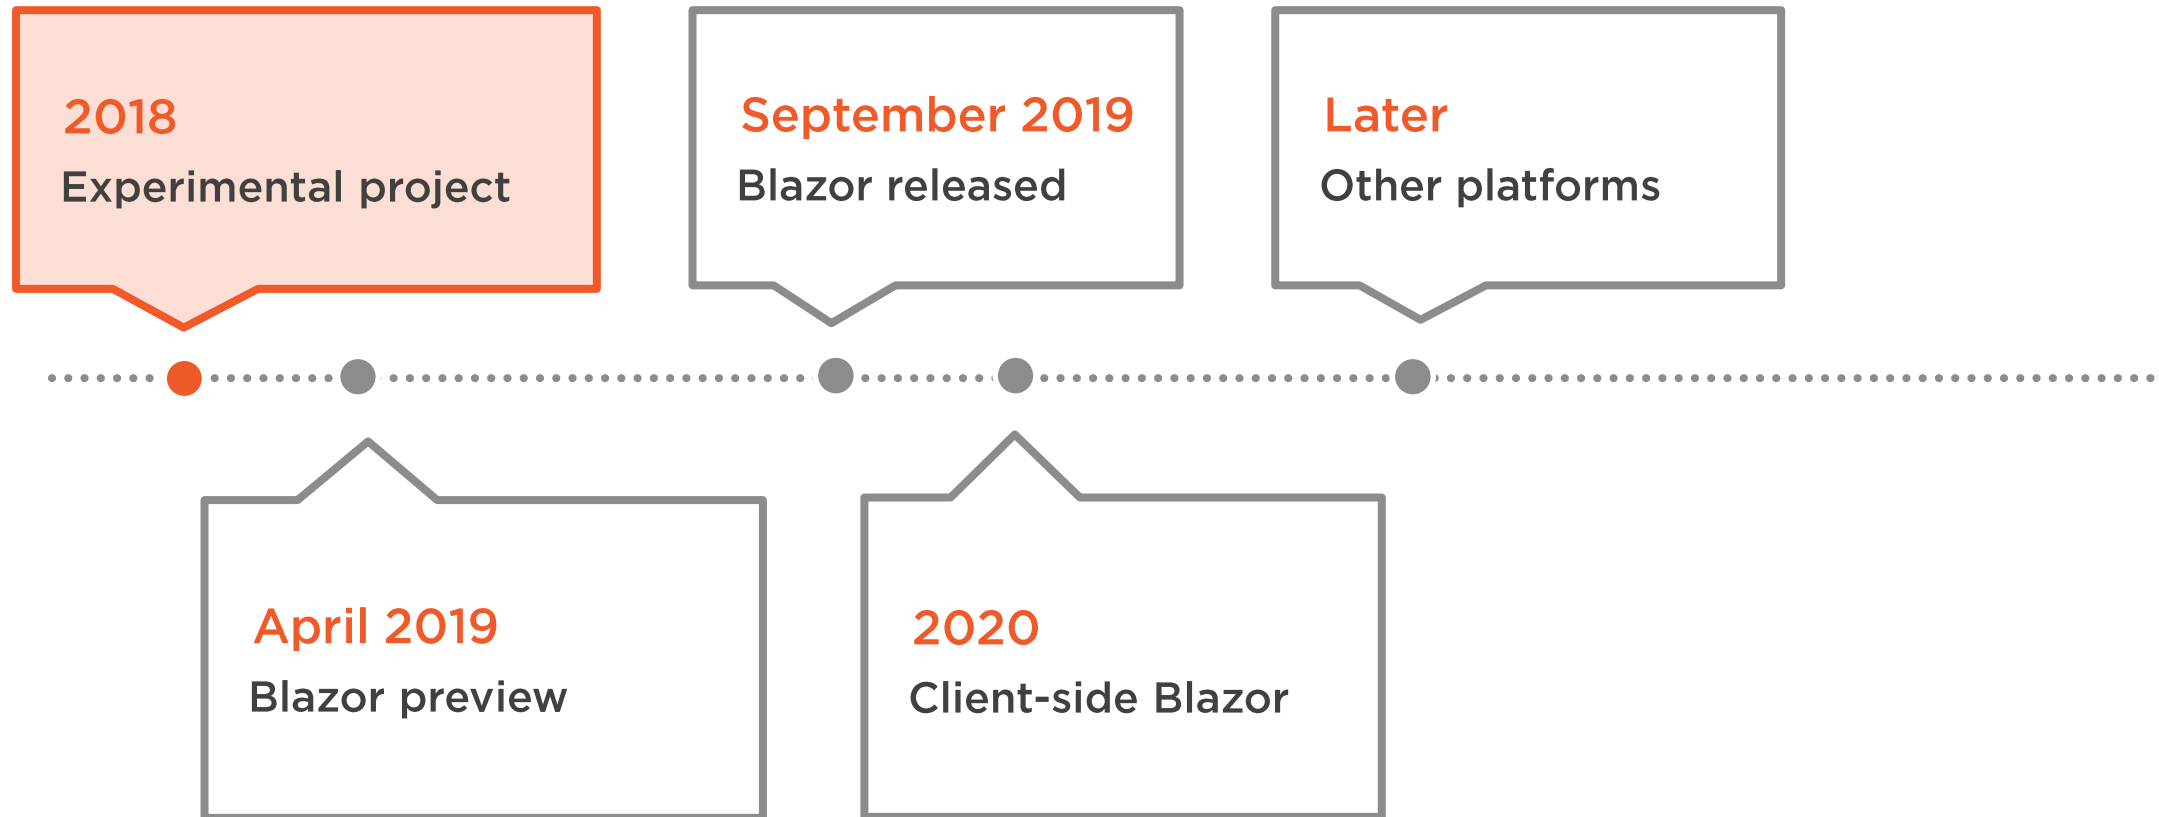 2018
Experimental project
September 2019
Blazor released
Later
Other platforms
April 2019
Blazor preview
2020
Client-side Blazor